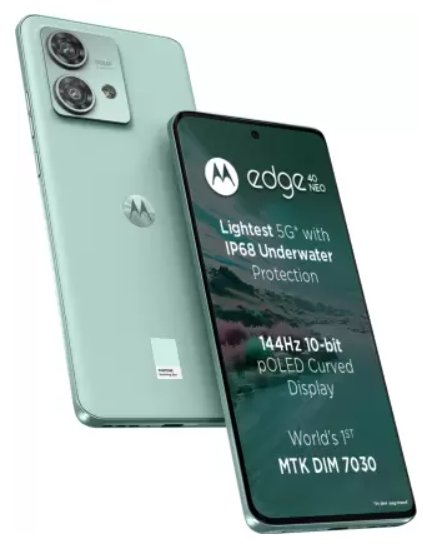 edge 40 NEO
Lightest 5G* with
IP68 Underwater
Protection
144Hz 10-bit
pOLED Curved
Display
World's 1ST
MTK DIM 7030
PANTONE